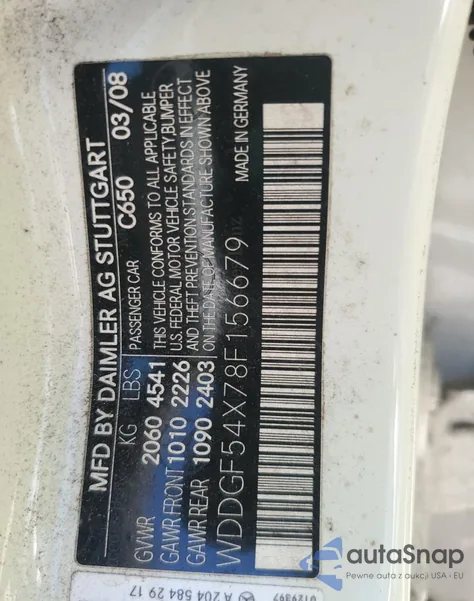 MFD BY DAIMLER AG STUTTGART
KG LBS PASSENGER CAR C650 03/08
GVWR 2060 4541 THIS VEHICLE CONFORMS TO ALL APPLICABLE
GAWR FRONT 1010 2226 U.S. FEDERAL MOTOR VEHICLE SAFETY, BUMPER
GAWR REAR 1090 2403 AND THEFT PREVENTION STANDARDS IN EFFECT
ON THE DATE OF MANUFACTURE SHOWN ABOVE
WDDGF54X78F156679
MADE IN GERMANY
A 204 584 29 17
0129397
autoSnap
Auta z aukcji USA - EU